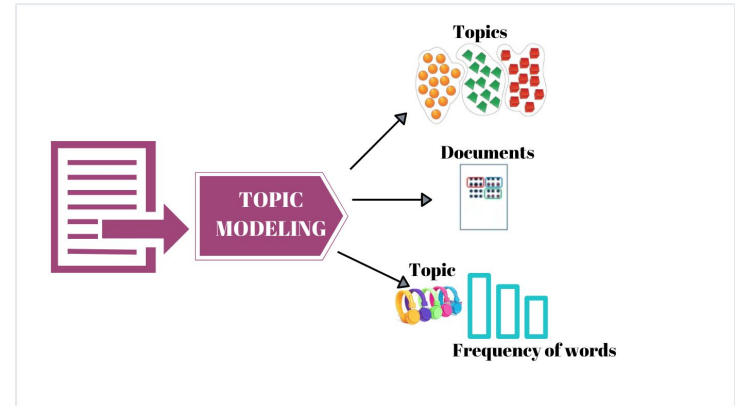 Topics
Documents
TOPIC
MODELING
Topic
Frequency of words